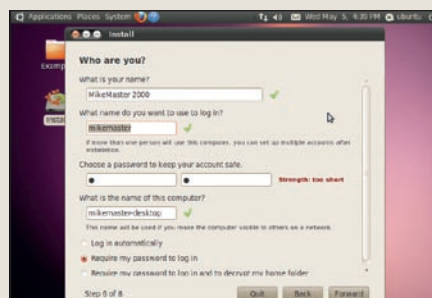 Applications Places System Wed May 5, 4:30 PM ubuntu
Examp
Instal
Install
Who are you?
What is your name?
MikeMaster 2000
What name do you want to use to log in?
mikemaster
If more than one person will use this computer, you can set up multiple accounts after
installation.
Choose a password to keep your account safe.
Strength: too short
What is the name of this computer?
mikemaster-desktop
This name will be used if you make the computer visible to others on a network.
Log in automatically
Require my password to log in
Require my password to log in and to decrypt my home folder
Step 6 of 8 Quit Back Forward